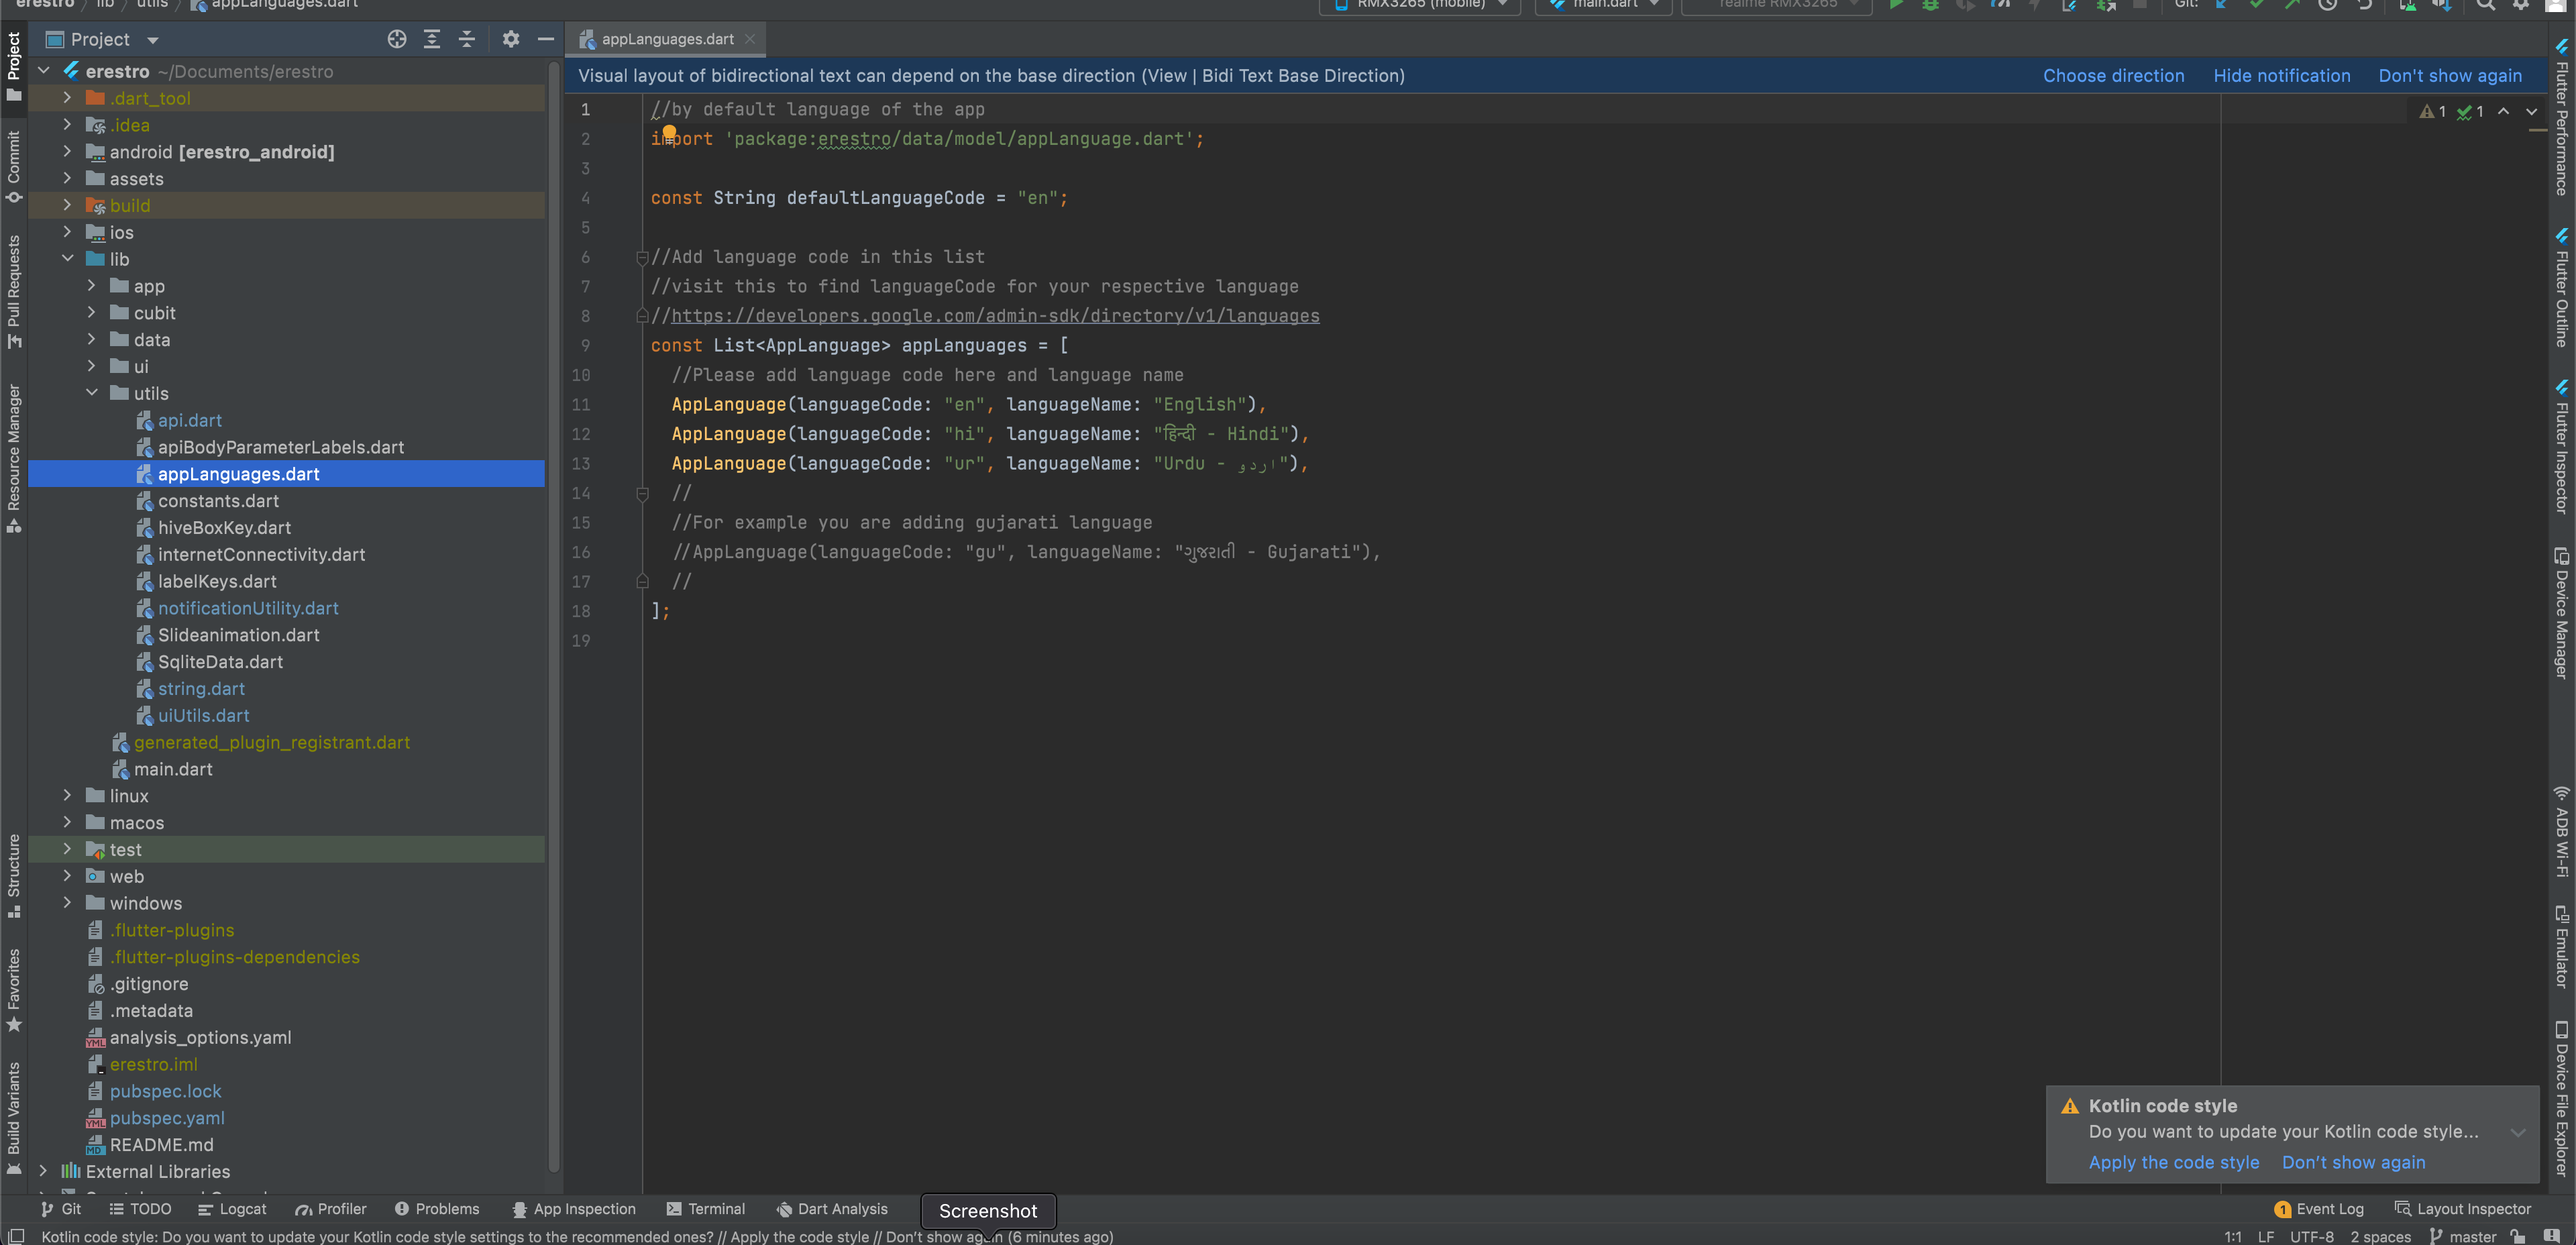 erestro lib utils appLanguages.dart
RMX3265 (mobile) main.dart realme RMX3265 Git:
Project
appLanguages.dart
Visual layout of bidirectional text can depend on the base direction (View | Bidi Text Base Direction) Choose direction Hide notification Don't show again
erestro ~/Documents/erestro
.dart_tool
.idea
android [erestro_android]
assets
build
ios
lib
app
cubit
data
ui
utils
api.dart
apiBodyParameterLabels.dart
appLanguages.dart
constants.dart
hiveBoxKey.dart
internetConnectivity.dart
labelKeys.dart
notificationUtility.dart
Slideanimation.dart
SqliteData.dart
string.dart
uiUtils.dart
generated_plugin_registrant.dart
main.dart
linux
macos
test
web
windows
.flutter-plugins
.flutter-plugins-dependencies
.gitignore
.metadata
analysis_options.yaml
erestro.iml
pubspec.lock
pubspec.yaml
README.md
External Libraries
1 //by default language of the app
2 import 'package:erestro/data/model/appLanguage.dart';
3
4 const String defaultLanguageCode = "en";
5
6 //Add language code in this list
7 //visit this to find languageCode for your respective language
8 //https://developers.google.com/admin-sdk/directory/v1/languages
9 const List<AppLanguage> appLanguages = [
10 //Please add language code here and language name
11 AppLanguage(languageCode: "en", languageName: "English"),
12 AppLanguage(languageCode: "hi", languageName: "हिन्दी - Hindi"),
13 AppLanguage(languageCode: "ur", languageName: "Urdu - اردو"),
14 //
15 //For example you are adding gujarati language
16 //AppLanguage(languageCode: "gu", languageName: "ગુજરાતી - Gujarati"),
17 //
18 ];
19
1 1
Project
Commit
Pull Requests
Resource Manager
Structure
Favorites
Build Variants
Flutter Performance
Flutter Outline
Flutter Inspector
Device Manager
ADB Wi-Fi
Emulator
Device File Explorer
Kotlin code style
Do you want to update your Kotlin code style...
Apply the code style Don't show again
Git TODO Logcat Profiler Problems App Inspection Terminal Dart Analysis
Screenshot
1 Event Log Layout Inspector
Kotlin code style: Do you want to update your Kotlin code style settings to the recommended ones? // Apply the code style // Don't show again (6 minutes ago)
1:1 LF UTF-8 2 spaces master